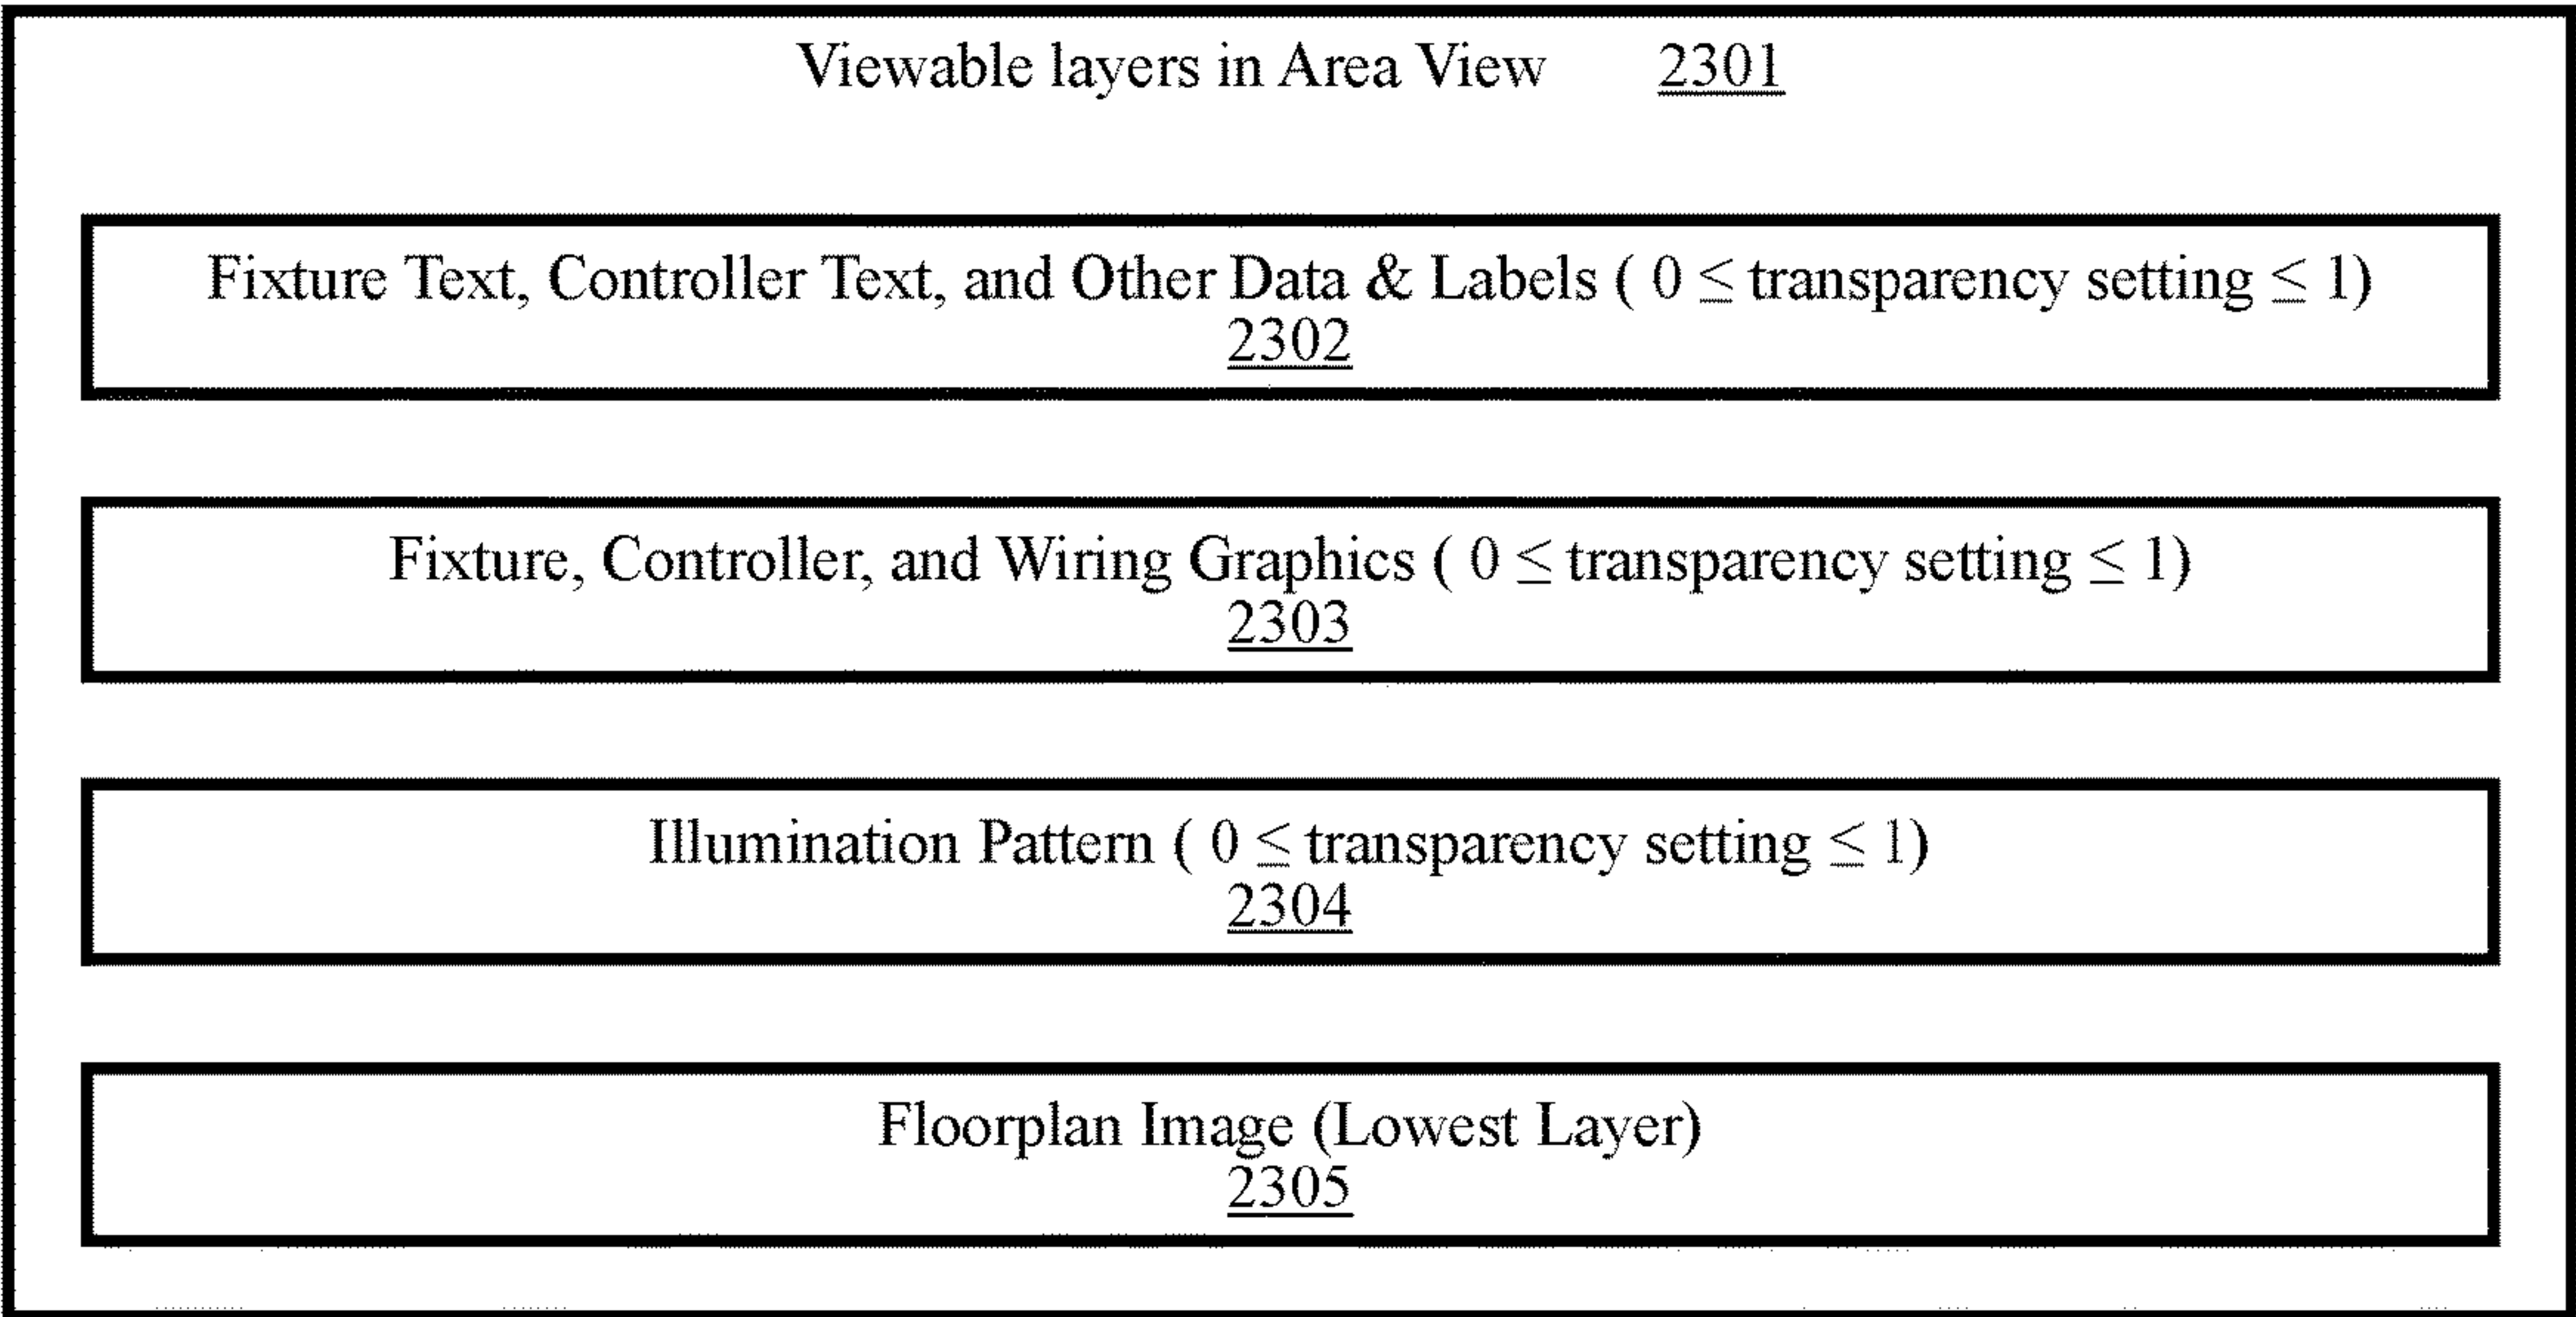 Viewable layers in Area View 2301
Fixture Text, Controller Text, and Other Data & Labels ( 0 ≤ transparency setting ≤ 1)
2302
Fixture, Controller, and Wiring Graphics ( 0 ≤ transparency setting ≤ 1)
2303
Illumination Pattern ( 0 ≤ transparency setting ≤ 1)
2304
Floorplan Image (Lowest Layer)
2305